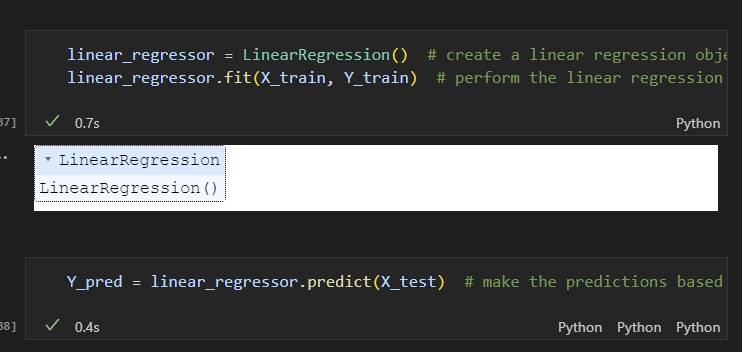 linear_regressor = LinearRegression()  # create a linear regression obje
linear_regressor.fit(X_train, Y_train)  # perform the linear regression
37]
0.7s
Python
LinearRegression
LinearRegression()
Y_pred = linear_regressor.predict(X_test)  # make the predictions based
38]
0.4s
Python Python Python